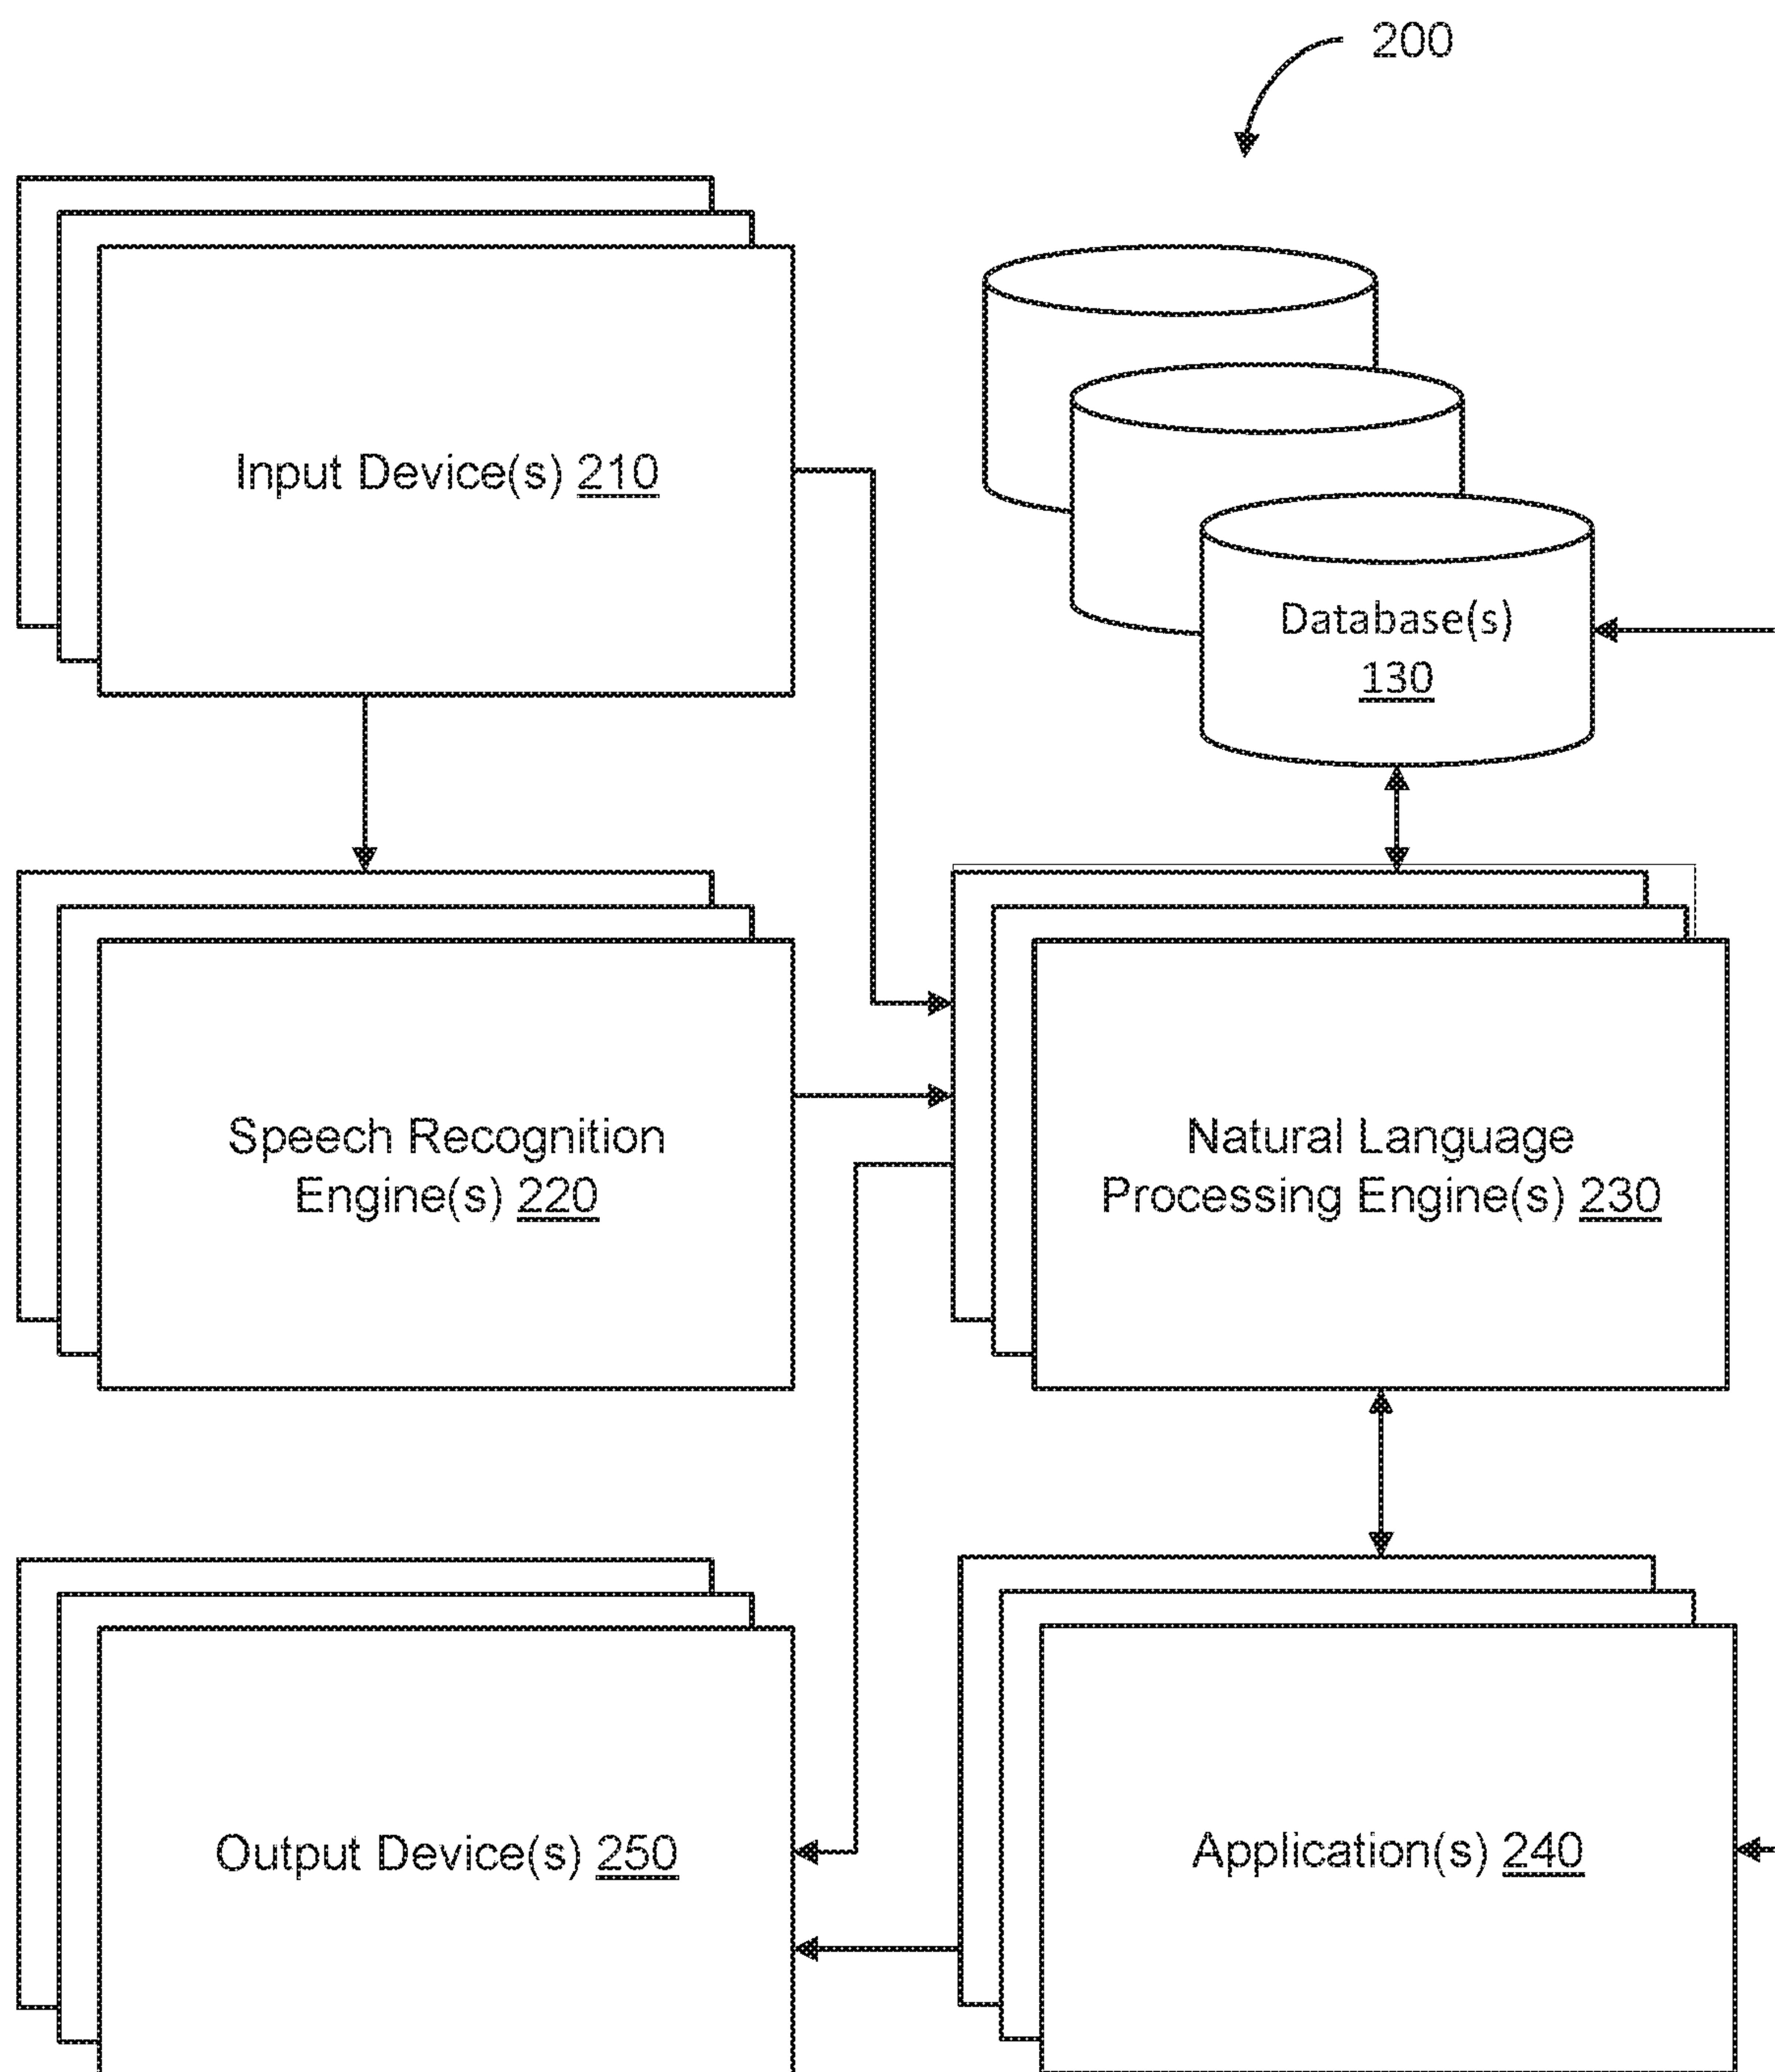 200
Input Device(s) 210
Database(s)
130
Speech Recognition
Engine(s) 220
Natural Language
Processing Engine(s) 230
Output Device(s) 250
Application(s) 240